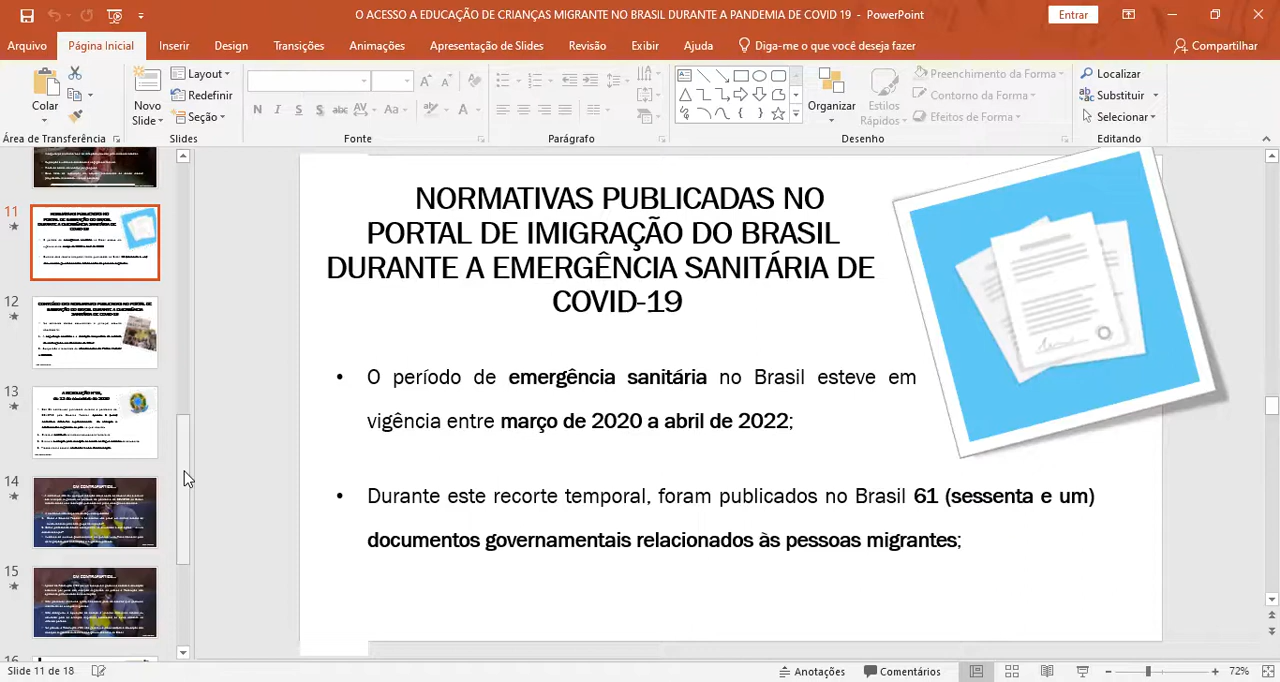 O ACESSO A EDUCAÇÃO DE CRIANÇAS MIGRANTE NO BRASIL DURANTE A PANDEMIA DE COVID 19 - PowerPoint
Entrar
Arquivo Página Inicial Inserir Design Transições Animações Apresentação de Slides Revisão Exibir Ajuda Diga-me o que você deseja fazer Compartilhar
Colar
Novo Slide
Layout
Redefinir
Seção
N I S S abc AV Aa A
Organizar
Estilos Rápidos
Preenchimento da Forma
Contorno da Forma
Efeitos de Forma
Localizar
Substituir
Selecionar
Área de Transferência Slides Fonte Parágrafo Desenho Editando
11
12
13
14
15
NORMATIVAS PUBLICADAS NO
PORTAL DE IMIGRAÇÃO DO BRASIL
DURANTE A EMERGÊNCIA SANITÁRIA DE
COVID-19
• O período de emergência sanitária no Brasil esteve em
vigência entre março de 2020 a abril de 2022;
• Durante este recorte temporal, foram publicados no Brasil 61 (sessenta e um)
documentos governamentais relacionados às pessoas migrantes;
Slide 11 de 18
Anotações
Comentários
72%